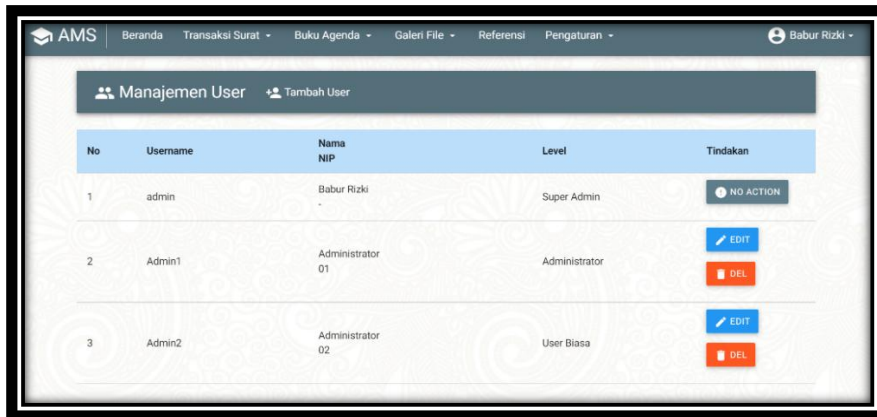 AMS Beranda Transaksi Surat Buku Agenda Galeri File Referensi Pengaturan Babur Rizki
Manajemen User Tambah User
No Username Nama Level Tindakan
NIP
1 admin Babur Rizki Super Admin NO ACTION
-
2 Admin1 Administrator Administrator EDIT
01 DEL
3 Admin2 Administrator User Biasa EDIT
02 DEL